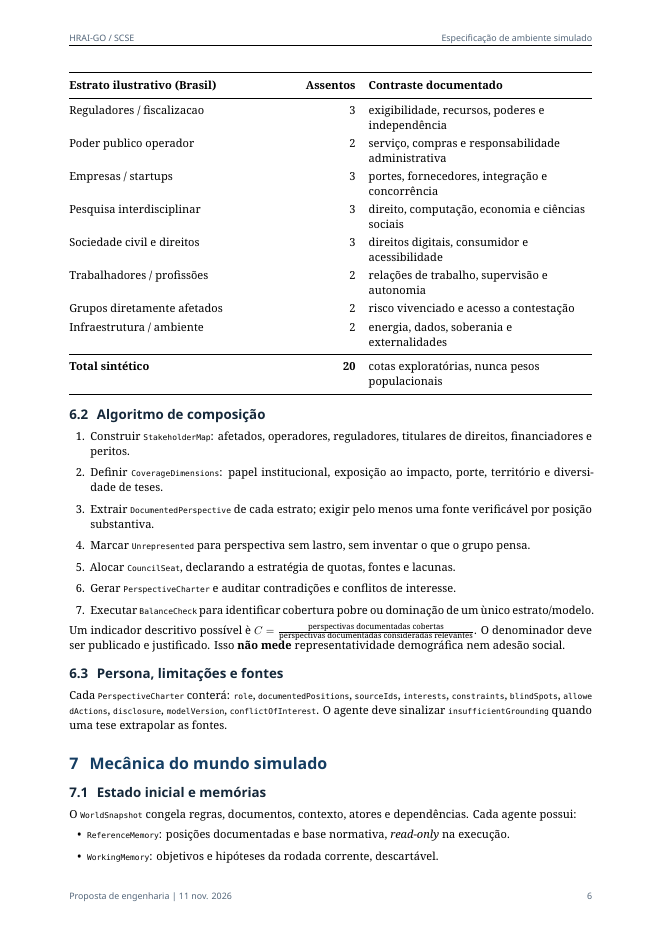 HRAI-GO / SCSE Especificação de ambiente simulado
Estrato ilustrativo (Brasil) Assentos Contraste documentado
Reguladores / fiscalizacao 3 exigibilidade, recursos, poderes e
independência
Poder publico operador 2 serviço, compras e responsabilidade
administrativa
Empresas / startups 3 portes, fornecedores, integração e
concorrência
Pesquisa interdisciplinar 3 direito, computação, economia e ciências
sociais
Sociedade civil e direitos 3 direitos digitais, consumidor e
acessibilidade
Trabalhadores / profissões 2 relações de trabalho, supervisão e
autonomia
Grupos diretamente afetados 2 risco vivenciado e acesso a contestação
Infraestrutura / ambiente 2 energia, dados, soberania e
externalidades
Total sintético 20 cotas exploratórias, nunca pesos
populacionais
6.2 Algoritmo de composição
1. Construir StakeholderMap: afetados, operadores, reguladores, titulares de direitos, financiadores e
peritos.
2. Definir CoverageDimensions: papel institucional, exposição ao impacto, porte, território e diversi-
dade de teses.
3. Extrair DocumentedPerspective de cada estrato; exigir pelo menos uma fonte verificável por posição
substantiva.
4. Marcar Unrepresented para perspectiva sem lastro, sem inventar o que o grupo pensa.
5. Alocar CouncilSeat, declarando a estratégia de quotas, fontes e lacunas.
6. Gerar PerspectiveCharter e auditar contradições e conflitos de interesse.
7. Executar BalanceCheck para identificar cobertura pobre ou dominação de um ùnico estrato/modelo.
Um indicador descritivo possível è C = perspectivas documentadas cobertas / perspectivas documentadas consideradas relevantes. O denominador deve
ser publicado e justificado. Isso não mede representatividade demográfica nem adesão social.
6.3 Persona, limitações e fontes
Cada PerspectiveCharter conterá: role, documentedPositions, sourceIds, interests, constraints, blindSpots, allowe
dActions, disclosure, modelVersion, conflictOfInterest. O agente deve sinalizar insufficientGrounding quando
uma tese extrapolar as fontes.
7 Mecânica do mundo simulado
7.1 Estado inicial e memórias
O WorldSnapshot congela regras, documentos, contexto, atores e dependências. Cada agente possui:
• ReferenceMemory: posições documentadas e base normativa, read-only na execução.
• WorkingMemory: objetivos e hipóteses da rodada corrente, descartável.
Proposta de engenharia | 11 nov. 2026 6